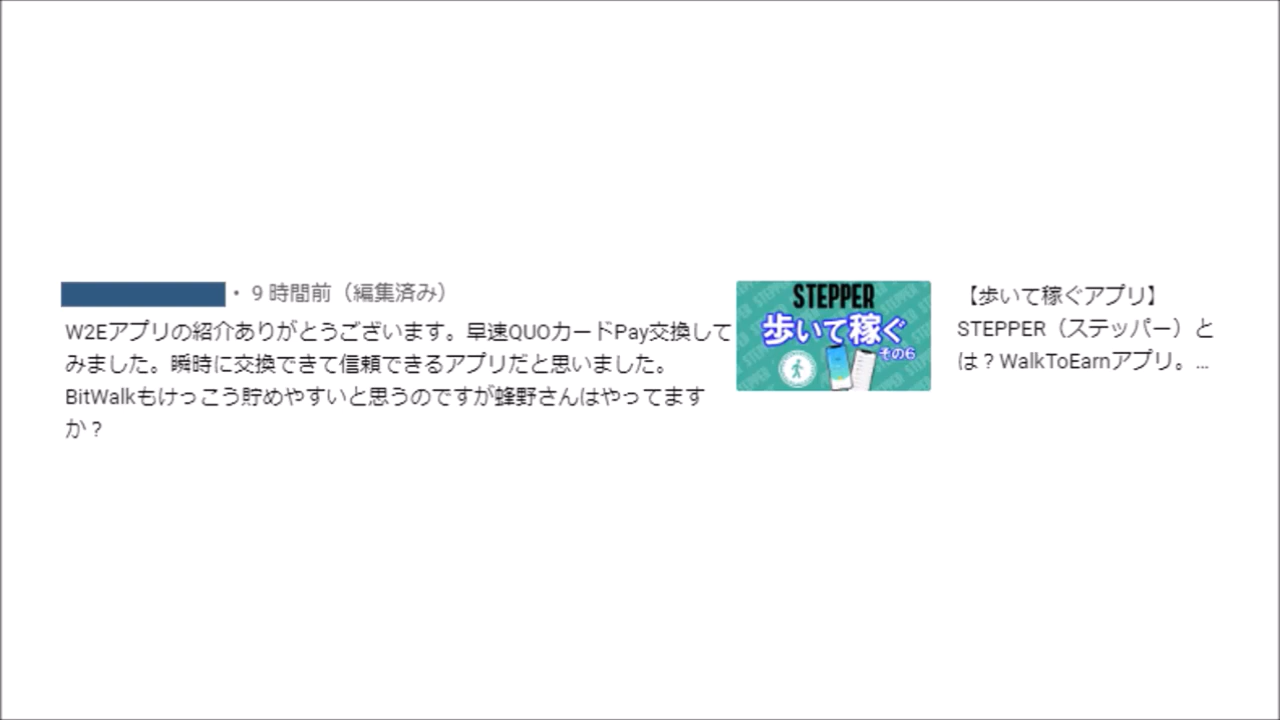 ・ 9 時間前（編集済み）
W2Eアプリの紹介ありがとうございます。早速QUOカードPay交換して
みました。瞬時に交換できて信頼できるアプリだと思いました。
BitWalkもけっこう貯めやすいと思うのですが蜂野さんはやってます
か？
STEPPER
歩いて稼ぐ
その6
【歩いて稼ぐアプリ】
STEPPER（ステッパー）と
は？WalkToEarnアプリ。...